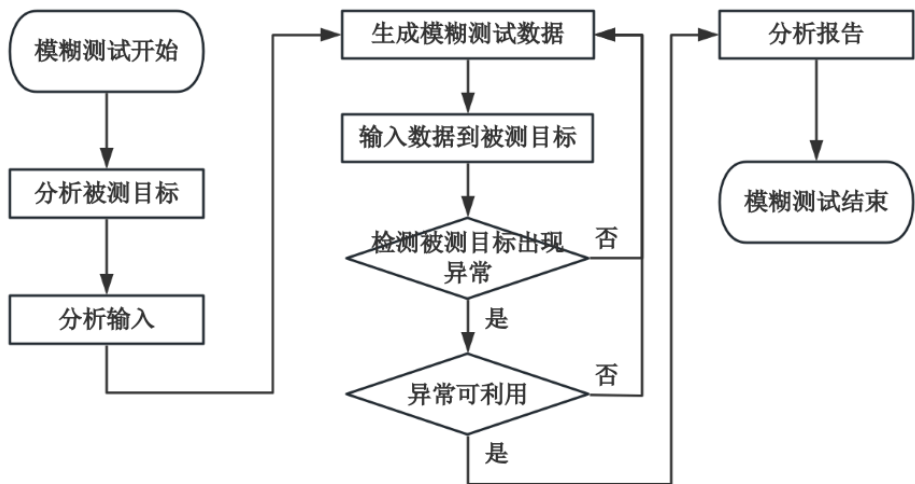 模糊测试开始
分析被测目标
分析输入
生成模糊测试数据
输入数据到被测目标
检测被测目标出现
异常
否
是
异常可利用
否
是
分析报告
模糊测试结束